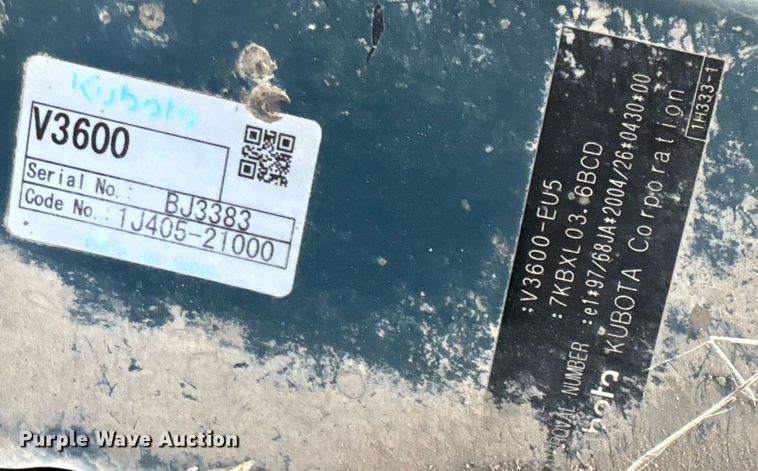 Kubota
V3600
Serial No.: BJ3383
Code No.: 1J405-21000
:V3600-EU5
:7KBXL03.6BCD
NUMBER :e1*97/68JA*2004/26*0430*00
KUBOTA Corporation
1H333-1
Purple Wave Auction